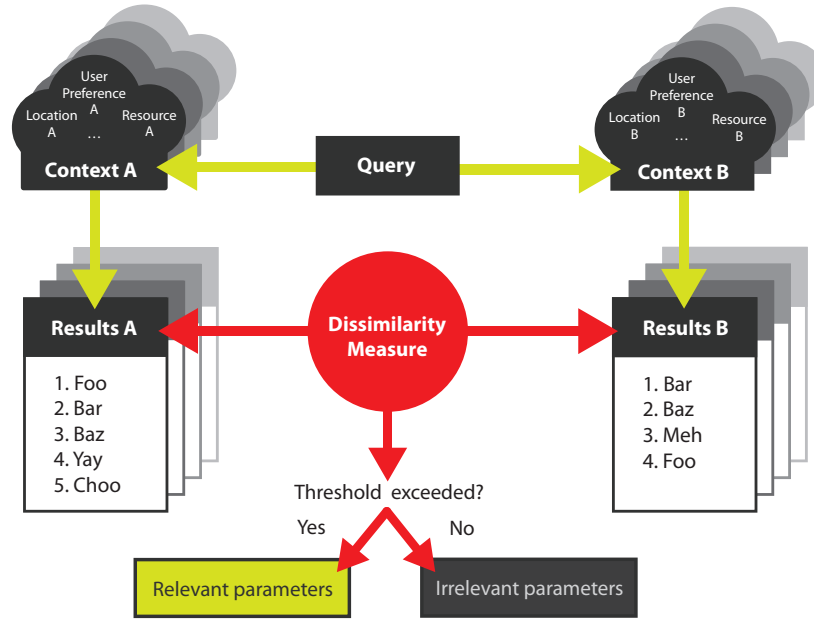 User
Preference
A
Location
A
...
Resource
A
Context A
Query
User
Preference
B
Location
B
...
Resource
B
Context B
Results A
1. Foo
2. Bar
3. Baz
4. Yay
5. Choo
Dissimilarity
Measure
Results B
1. Bar
2. Baz
3. Meh
4. Foo
Threshold exceeded?
Yes
No
Relevant parameters
Irrelevant parameters